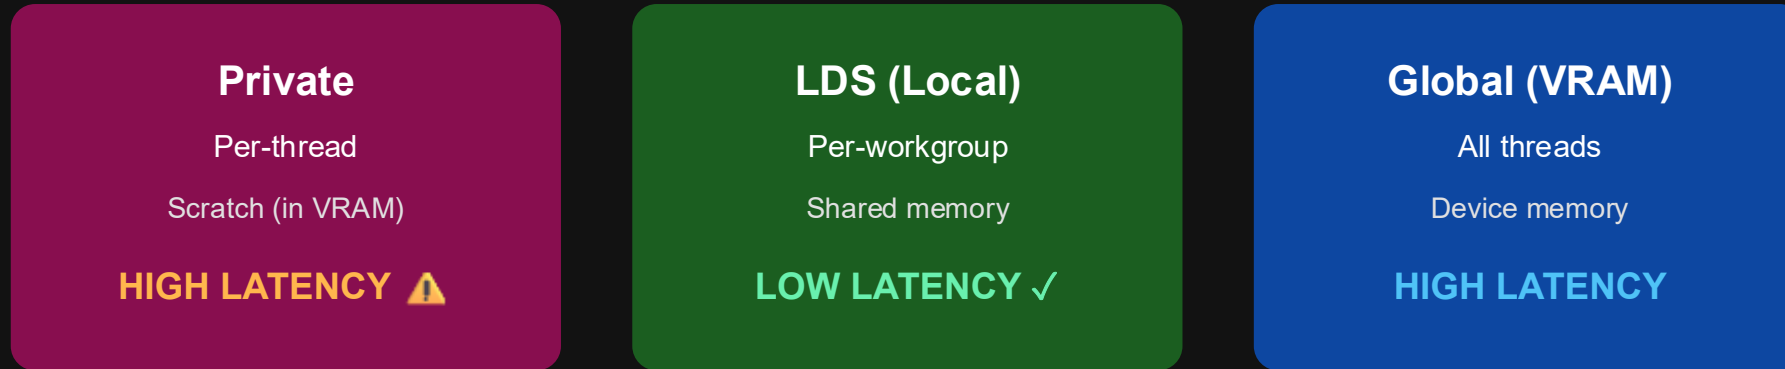 Private
Per-thread
Scratch (in VRAM)
HIGH LATENCY ⚠️
LDS (Local)
Per-workgroup
Shared memory
LOW LATENCY ✓
Global (VRAM)
All threads
Device memory
HIGH LATENCY